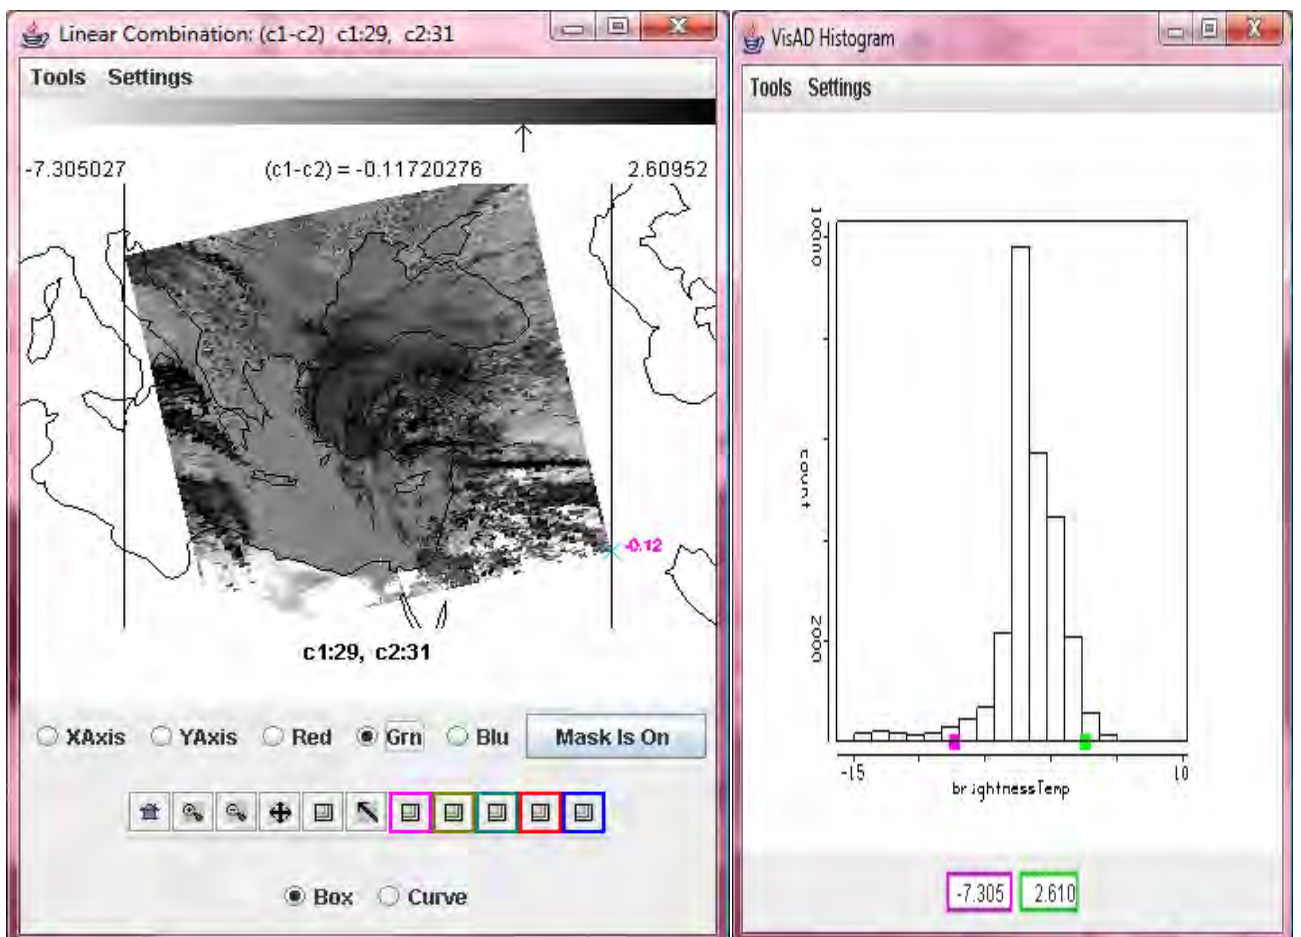 Linear Combination: (c1-c2) c1:29, c2:31
Tools Settings
-7.305027 (c1-c2) = -0.11720276 2.60952
-0.12
c1:29, c2:31
XAxis YAxis Red Grn Blu Mask Is On
Box Curve
VisAD Histogram
Tools Settings
1000
count
200
-15 10
brightnessTemp
-7.305 2.610